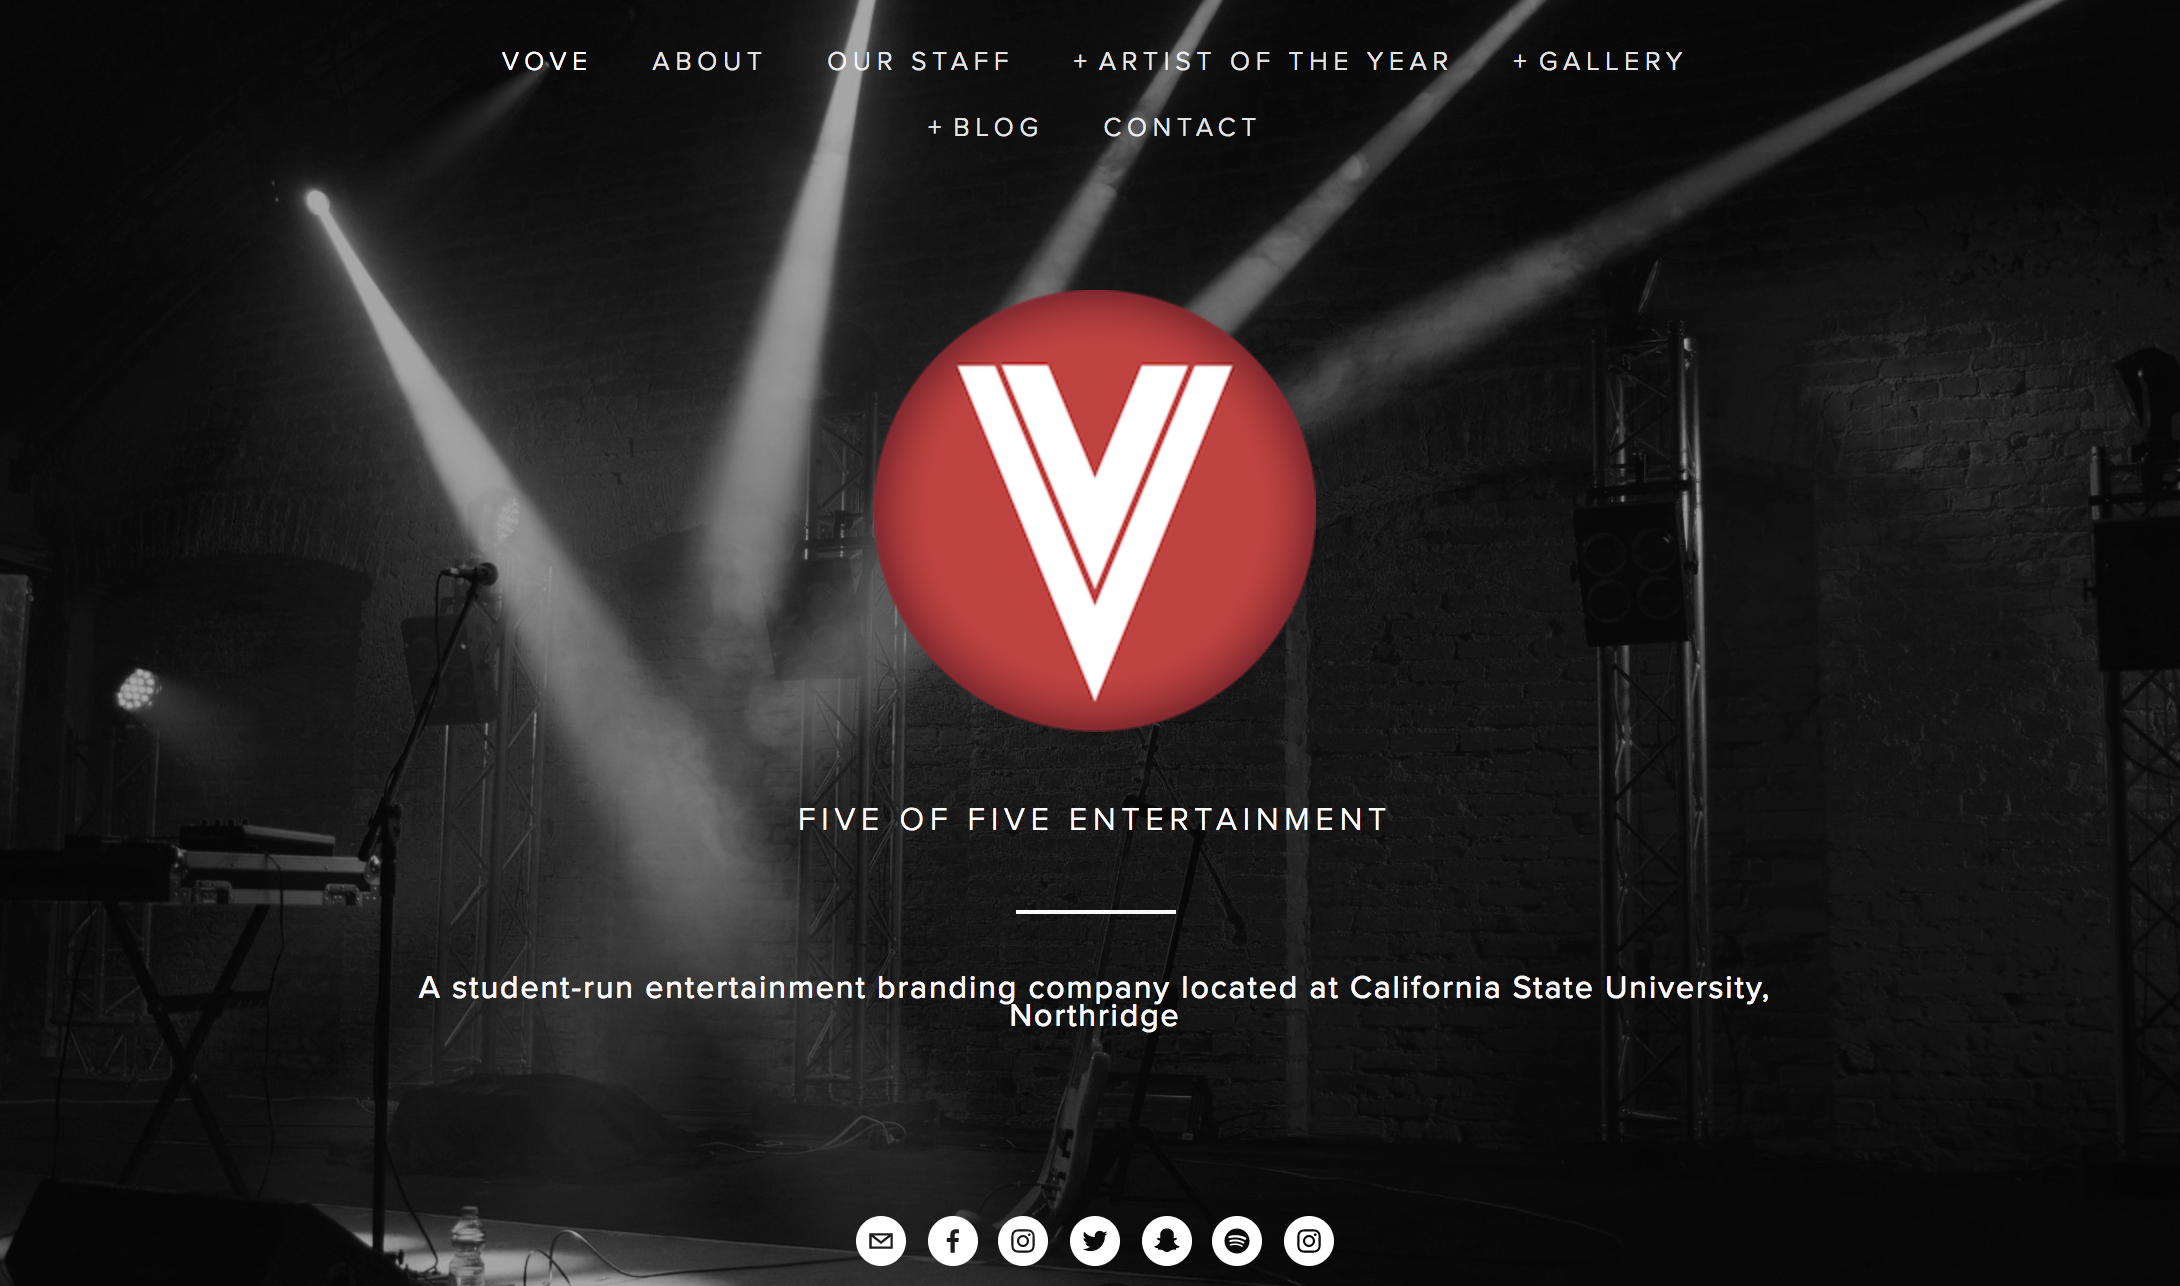 VOVE ABOUT OUR STAFF + ARTIST OF THE YEAR + GALLERY
+ BLOG CONTACT
V
FIVE OF FIVE ENTERTAINMENT
A student-run entertainment branding company located at California State University,
Northridge